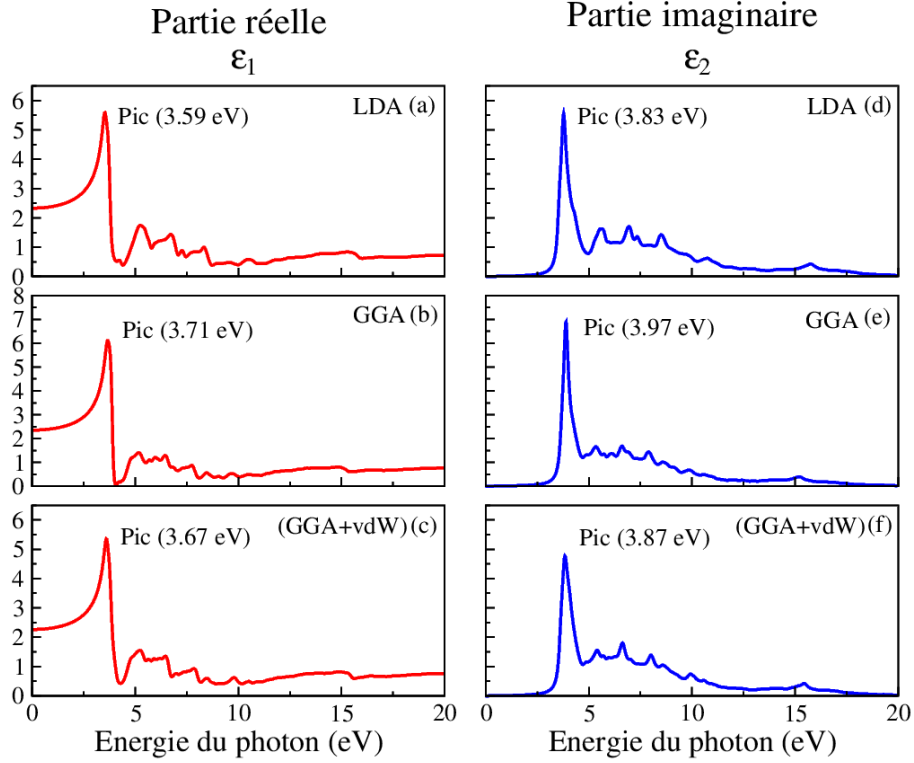 Partie réelle
ε1
Partie imaginaire
ε2
6
5
4
3
2
1
0
Pic (3.59 eV)
LDA (a)
Pic (3.83 eV)
LDA (d)
8
7
6
5
4
3
2
1
0
Pic (3.71 eV)
GGA (b)
Pic (3.97 eV)
GGA (e)
6
5
4
3
2
1
0
Pic (3.67 eV)
(GGA+vdW) (c)
Pic (3.87 eV)
(GGA+vdW) (f)
0 5 10 15 20
0 5 10 15 20
Energie du photon (eV)
Energie du photon (eV)